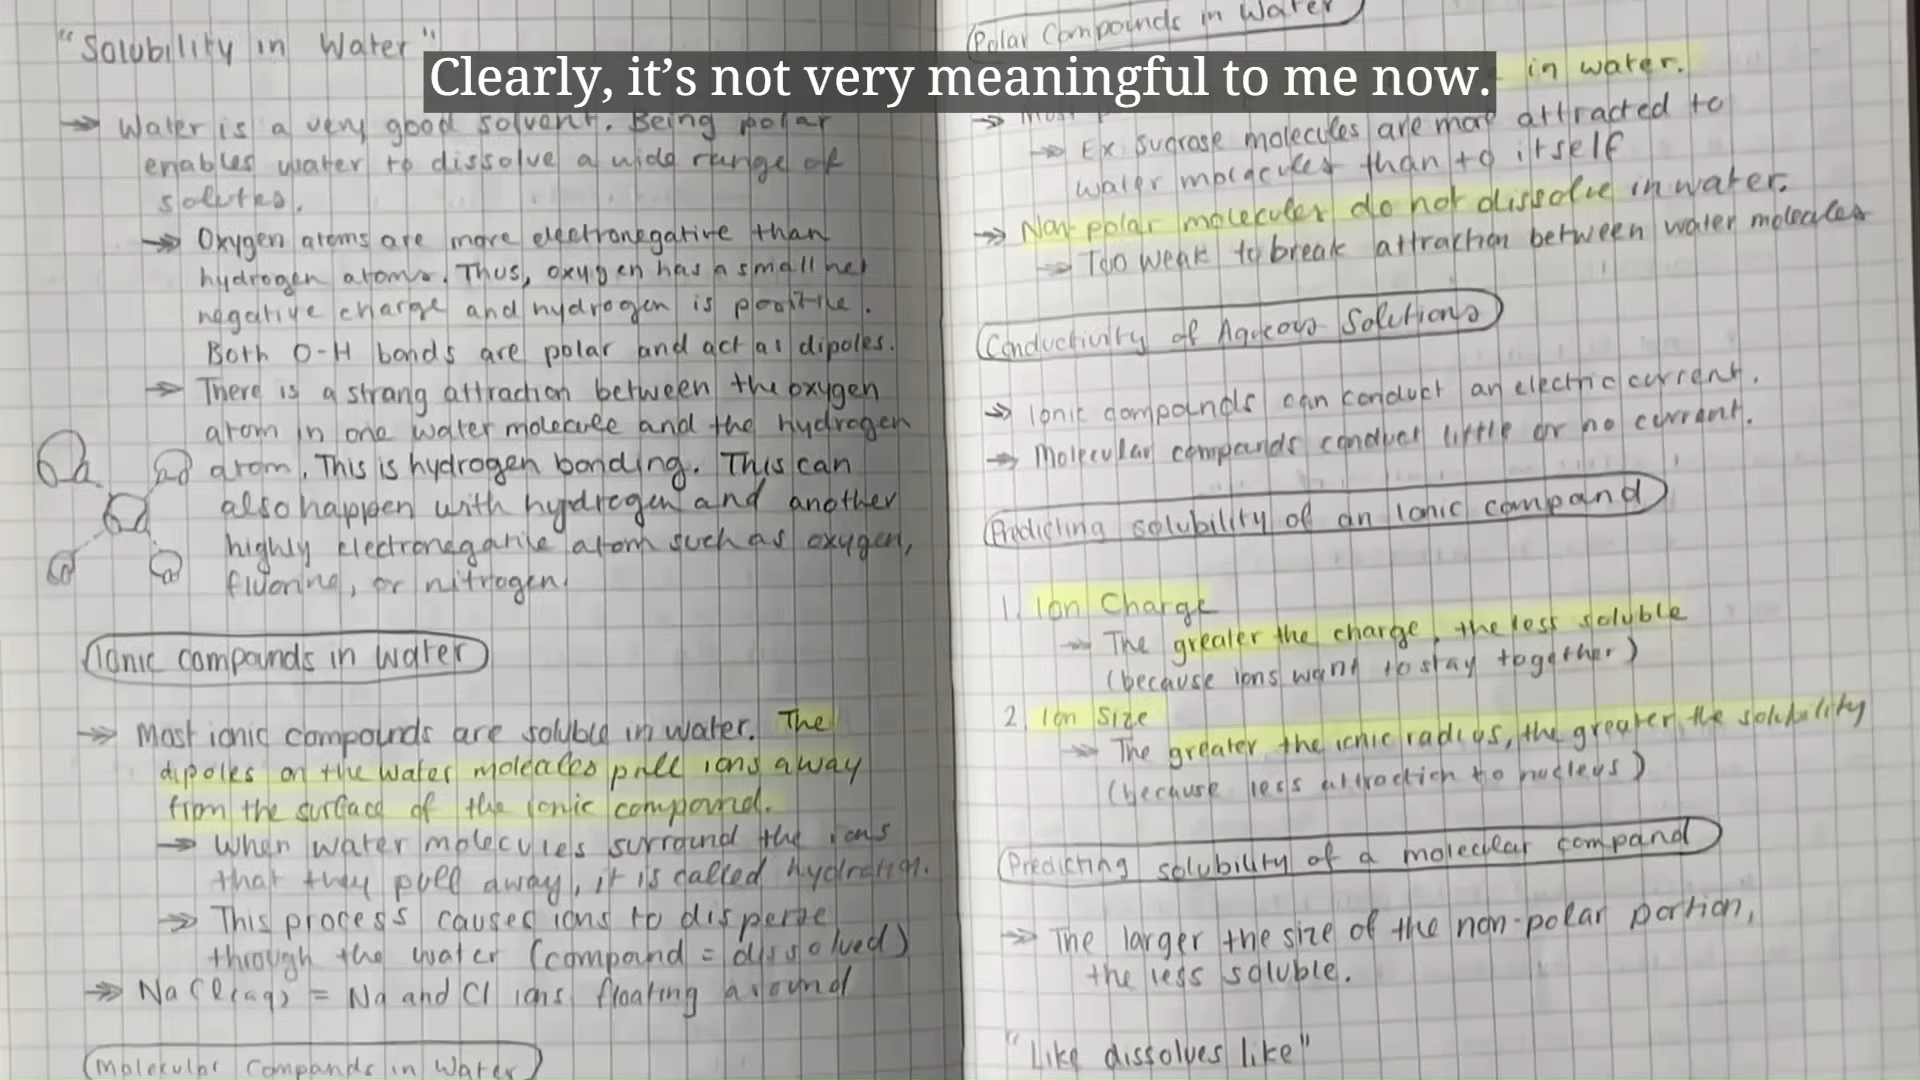 "Solubility in Water"
Clearly, it's not very meaningful to me now.
→ Water is a very good solvent. Being polar
enables water to dissolve a wide range of
solutes.
→ Oxygen atoms are more electronegative than
hydrogen atoms. Thus, oxygen has a small net
negative charge and hydrogen is positive.
Both O-H bonds are polar and act as dipoles.
→ There is a strong attraction between the oxygen
atom in one water molecule and the hydrogen
atom. This is hydrogen bonding. This can
also happen with hydrogen and another
highly electronegative atom such as oxygen,
fluorine, or nitrogen.
Ionic compounds in water
→ Most ionic compounds are soluble in water. The
dipoles on the water molecules pull ions away
from the surface of the ionic compound.
→ When water molecules surround the ions
that they pull away, it is called hydration.
→ This process causes ions to disperse
through the water (compound = dissolved)
→ NaCl(aq) = Na and Cl ions floating around
Molecular Compounds in Water
Polar Compounds in Water
in water.
→ Most
→ Ex. sucrose molecules are more attracted to
water molecules than to itself
→ Non polar molecules do not dissolve in water.
→ Too weak to break attraction between water molecules
Conductivity of Aqueous Solutions
→ Ionic compounds can conduct an electric current.
→ Molecular compounds conduct little or no current.
Predicting solubility of an Ionic compound
1. Ion Charge
→ The greater the charge, the less soluble
(because ions want to stay together)
2. Ion Size
→ The greater the ionic radius, the greater the solubility
(because less attraction to nucleus)
Predicting solubility of a molecular compound
→ The larger the size of the non-polar portion,
the less soluble.
"Like dissolves like"